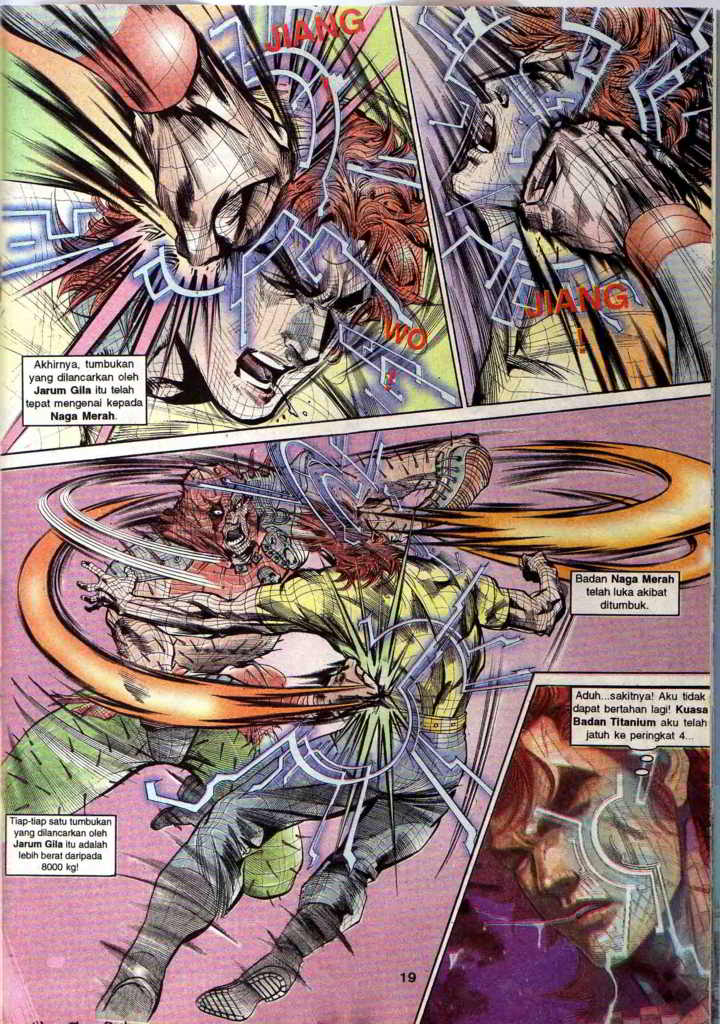 JIANG
!
WO
!
JIANG
!
Akhirnya, tumbukan
yang dilancarkan oleh
Jarum Gila itu telah
tepat mengenai kepada
Naga Merah.
Badan Naga Merah
telah luka akibat
ditumbuk.
Tiap-tiap satu tumbukan
yang dilancarkan oleh
Jarum Gila itu adalah
lebih berat daripada
8000 kg!
Aduh...sakitnya! Aku tidak
dapat bertahan lagi! Kuasa
Badan Titanium aku telah
jatuh ke peringkat 4...
19